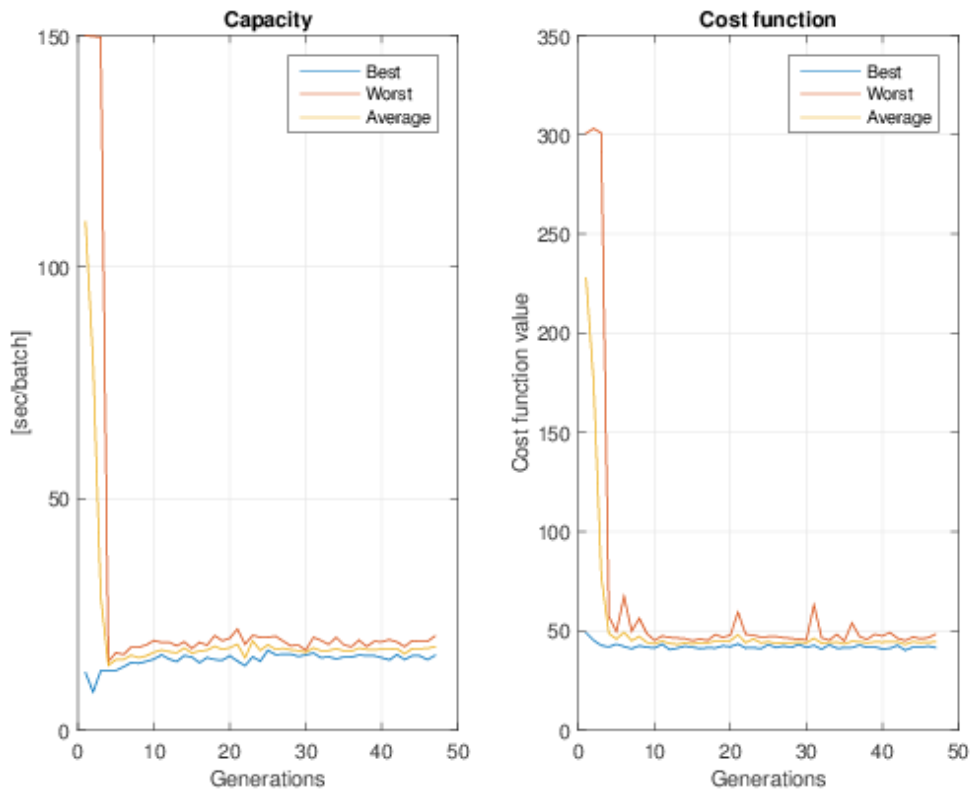 Capacity
150
100
50
0
[sec/batch]
Best
Worst
Average
0
10
20
30
40
50
Generations
Cost function
350
300
250
200
150
100
50
0
Cost function value
Best
Worst
Average
0
10
20
30
40
50
Generations